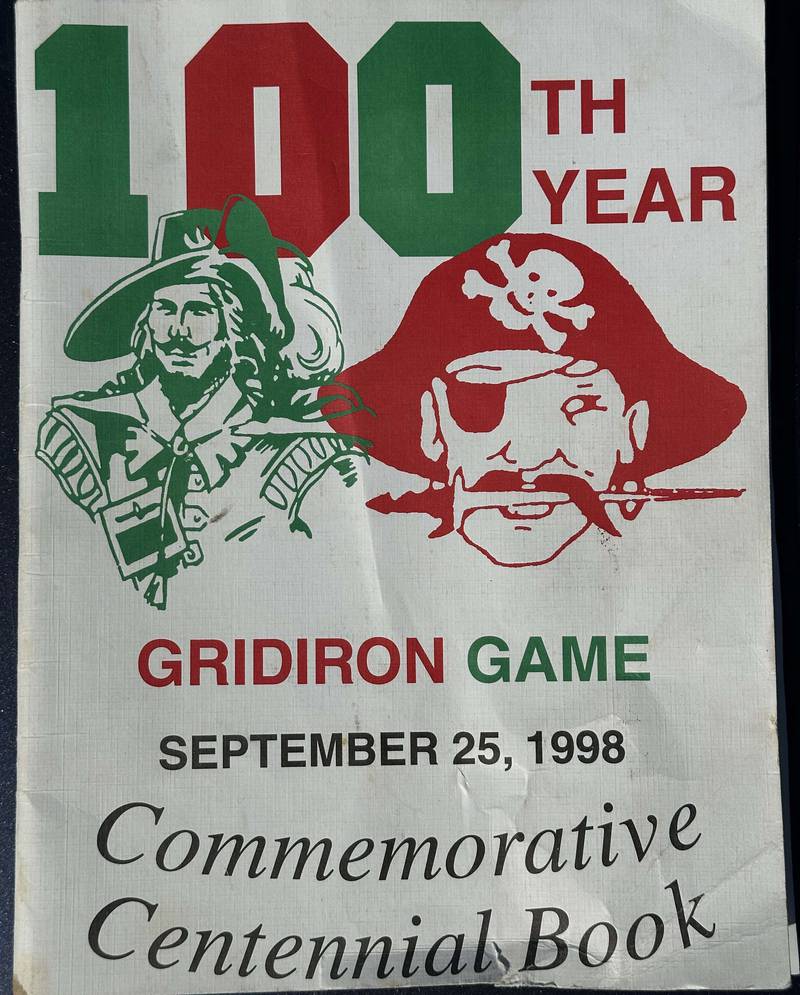 100TH
YEAR
GRIDIRON GAME
SEPTEMBER 25, 1998
Commemorative
Centennial Book